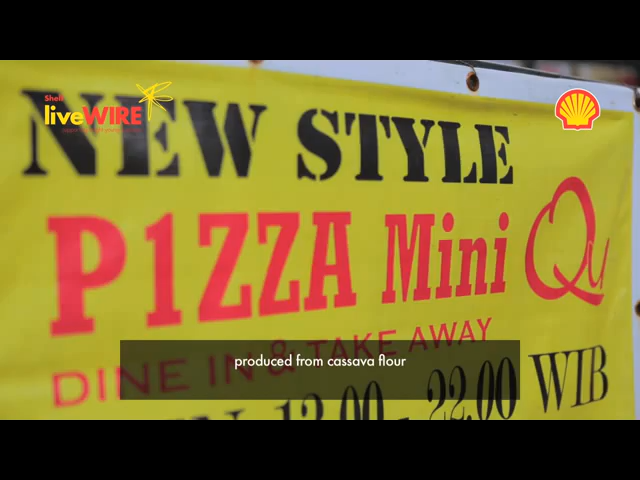 Shell
liveWIRE
NEW STYLE
P1ZZA Mini Qu
DINE IN & TAKE AWAY
produced from cassava flour
22.00 WIB